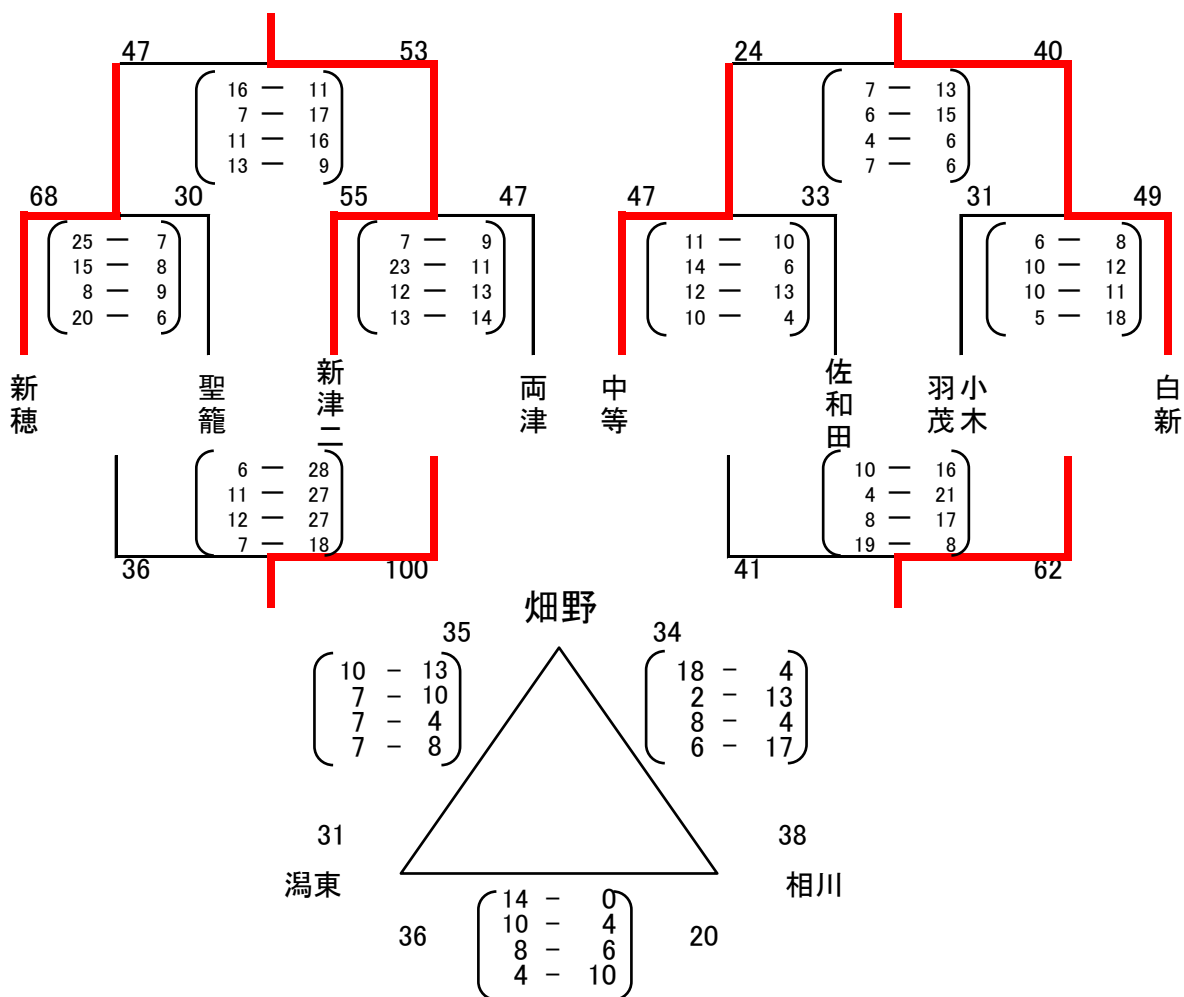 47 53 24 40
16 ー 11 7 ー 13
7 ー 17 6 ー 15
11 ー 16 4 ー 6
13 ー 9 7 ー 6
68 30 55 47 47 33 31 49
25 ー 7 7 ー 9 11 ー 10 6 ー 8
15 ー 8 23 ー 11 14 ー 6 10 ー 12
8 ー 9 12 ー 13 12 ー 13 10 ー 11
20 ー 6 13 ー 14 10 ー 4 5 ー 18
新穂
聖籠
新津二
両津
中等
佐和田
羽茂
小木
白新
6 ー 28 10 ー 16
11 ー 27 4 ー 21
12 ー 27 8 ー 17
7 ー 18 19 ー 8
36 100 41 62
畑野
35 34
10 − 13 18 − 4
7 − 10 2 − 13
7 − 4 8 − 4
7 − 8 6 − 17
31 38
潟東 相川
14 − 0
10 − 4
36 8 − 6 20
4 − 10